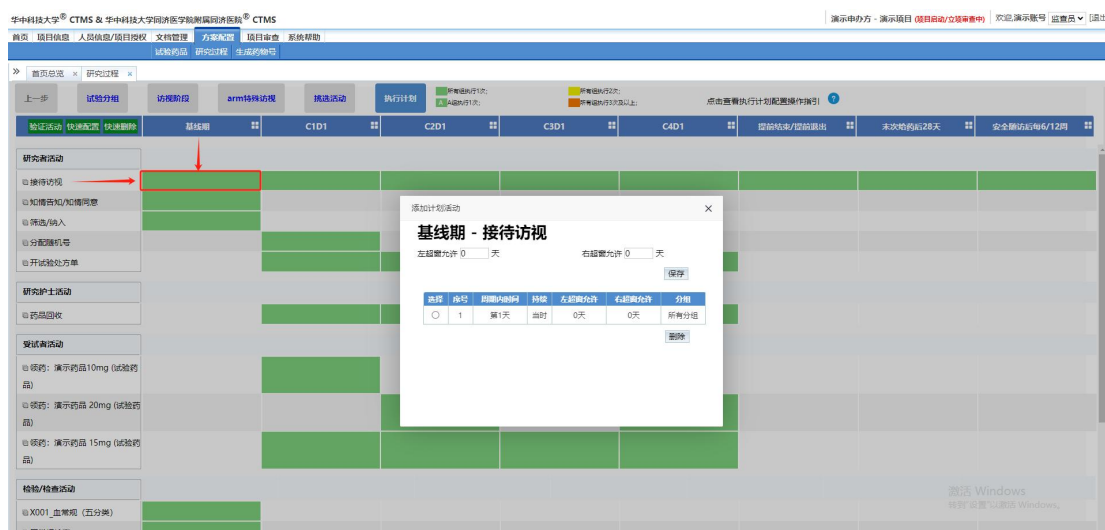 华中科技大学® CTMS & 华中科技大学同济医学院附属同济医院® CTMS
演示申办方 - 演示项目 (项目启动/立项审查中) 欢迎,演示账号 监查员 [退出
首页 项目信息 人员信息/项目授权 文档管理 方案配置 项目审查 系统帮助
试验药品 研究过程 生成药物号
首页总览 × 研究过程 ×
上一步 试验分组 访视阶段 arm特殊访视 挑选活动 执行计划 所有组执行1次; 所有组执行2次;
A A组执行1次; 所有组执行3次及以上; 点击查看执行计划配置操作指引 ?
验证活动 快速配置 快速删除 基线期 C1D1 C2D1 C3D1 C4D1 提前结束/提前退出 末次给药后28天 安全随访后每6/12周
研究者活动
接待访视
知情告知/知情同意
筛选/纳入
分配随机号
开试验处方单
研究护士活动
药品回收
受试者活动
领药：演示药品10mg (试验药
品)
领药：演示药品 20mg (试验药
品)
领药：演示药品 15mg (试验药
品)
检验/检查活动
X001_血常规（五分类）
添加计划活动 ×
基线期 - 接待访视
左超窗允许 0 天 右超窗允许 0 天
保存
选择 序号 周期内时间 持续 左超窗允许 右超窗允许 分组
1 第1天 当时 0天 0天 所有分组
删除
激活 Windows
转到"设置"以激活 Windows。